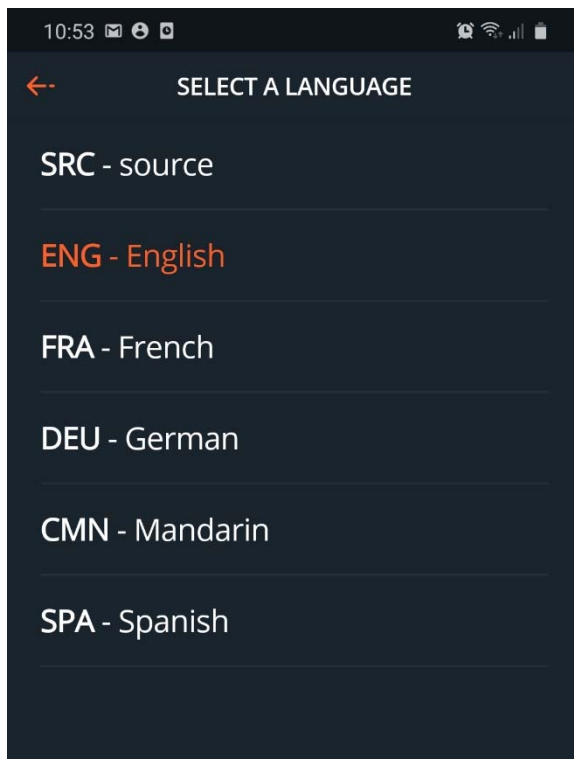 10:53
SELECT A LANGUAGE
SRC - source
ENG - English
FRA - French
DEU - German
CMN - Mandarin
SPA - Spanish